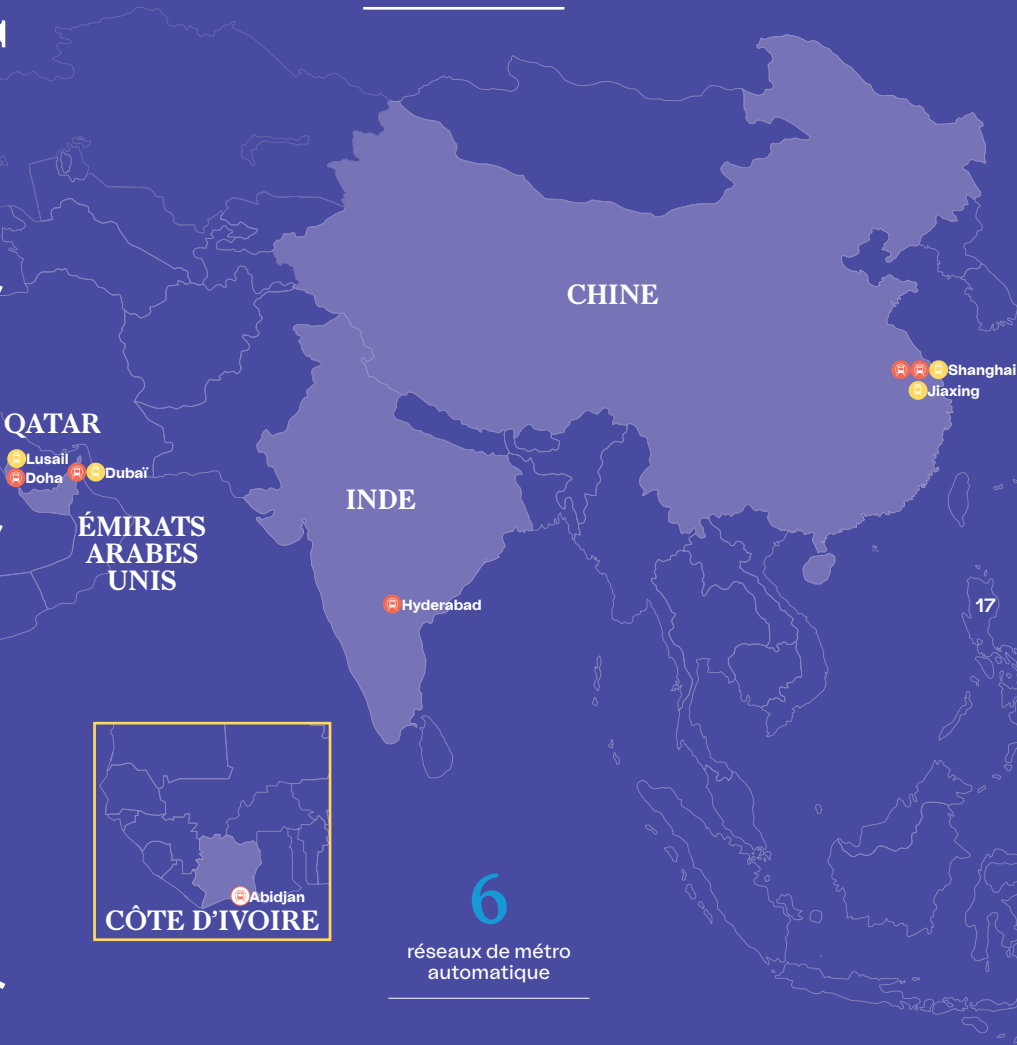 CHINE
Shanghai
Jiaxing
QATAR
Lusail
Doha
Dubaï
INDE
ÉMIRATS
ARABES
UNIS
Hyderabad
17
Abidjan
CÔTE D'IVOIRE
6
réseaux de métro
automatique